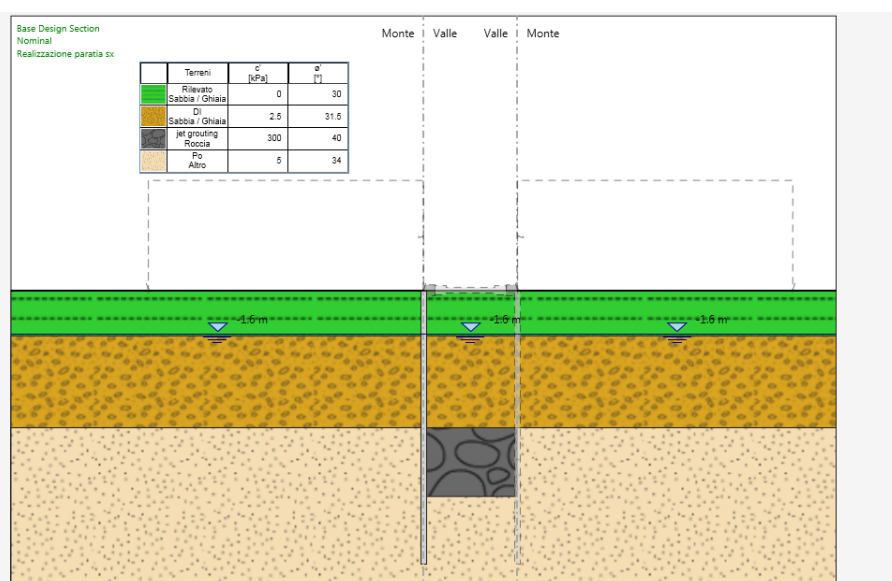 Base Design Section
Nominal
Realizzazione paratia sx
Monte Valle Valle Monte
Terreni c' ø'
[kPa] [°]
Rilevato
Sabbia / Ghiaia 0 30
DI
Sabbia / Ghiaia 2.5 31.5
jet grouting
Roccia 300 40
Po
Altro 5 34
-1.6 m -1.6 m -1.6 m